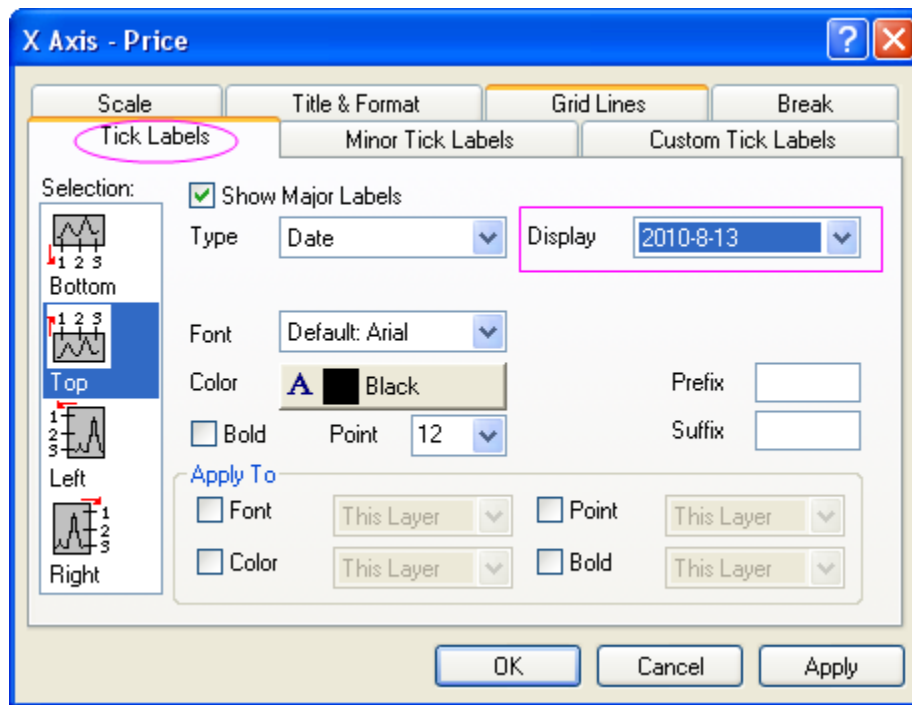 X Axis - Price
Scale Title & Format Grid Lines Break
Tick Labels Minor Tick Labels Custom Tick Labels
Selection:
Show Major Labels
Type Date Display 2010-8-13
1 2 3
Bottom
1 2 3
Top
Font Default: Arial
Color A Black Prefix
Bold Point 12 Suffix
1
2
3
Left
Apply To
Font This Layer Point This Layer
1
2
3
Right
Color This Layer Bold This Layer
OK Cancel Apply